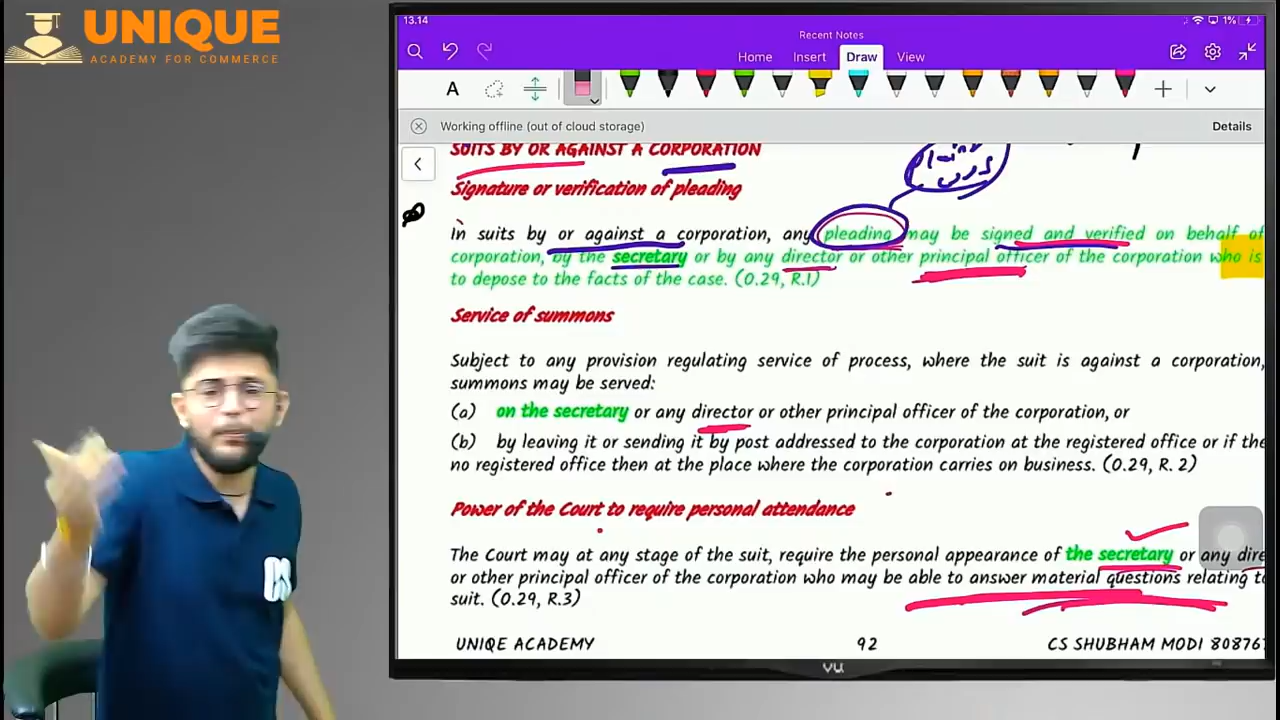 UNIQUE
ACADEMY FOR COMMERCE
13.14
1%
Recent Notes
Home Insert Draw View
A
Working offline (out of cloud storage)
Details
SUITS BY OR AGAINST A CORPORATION
Signature or verification of pleading
In suits by or against a corporation, any pleading may be signed and verified on behalf of
corporation, by the secretary or by any director or other principal officer of the corporation who is
to depose to the facts of the case. (O.29, R.1)
Service of summons
Subject to any provision regulating service of process, where the suit is against a corporation,
summons may be served:
(a) on the secretary or any director or other principal officer of the corporation, or
(b) by leaving it or sending it by post addressed to the corporation at the registered office or if the
no registered office then at the place where the corporation carries on business. (O.29, R. 2)
Power of the Court to require personal attendance
The Court may at any stage of the suit, require the personal appearance of the secretary or any dire
or other principal officer of the corporation who may be able to answer material questions relating to
suit. (O.29, R.3)
UNIQE ACADEMY 92 CS SHUBHAM MODI 80876
VU